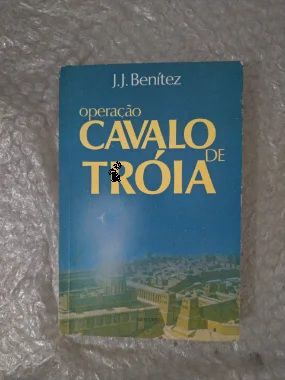 J.J. Benítez
operação
CAVALO
DE
TRÓIA